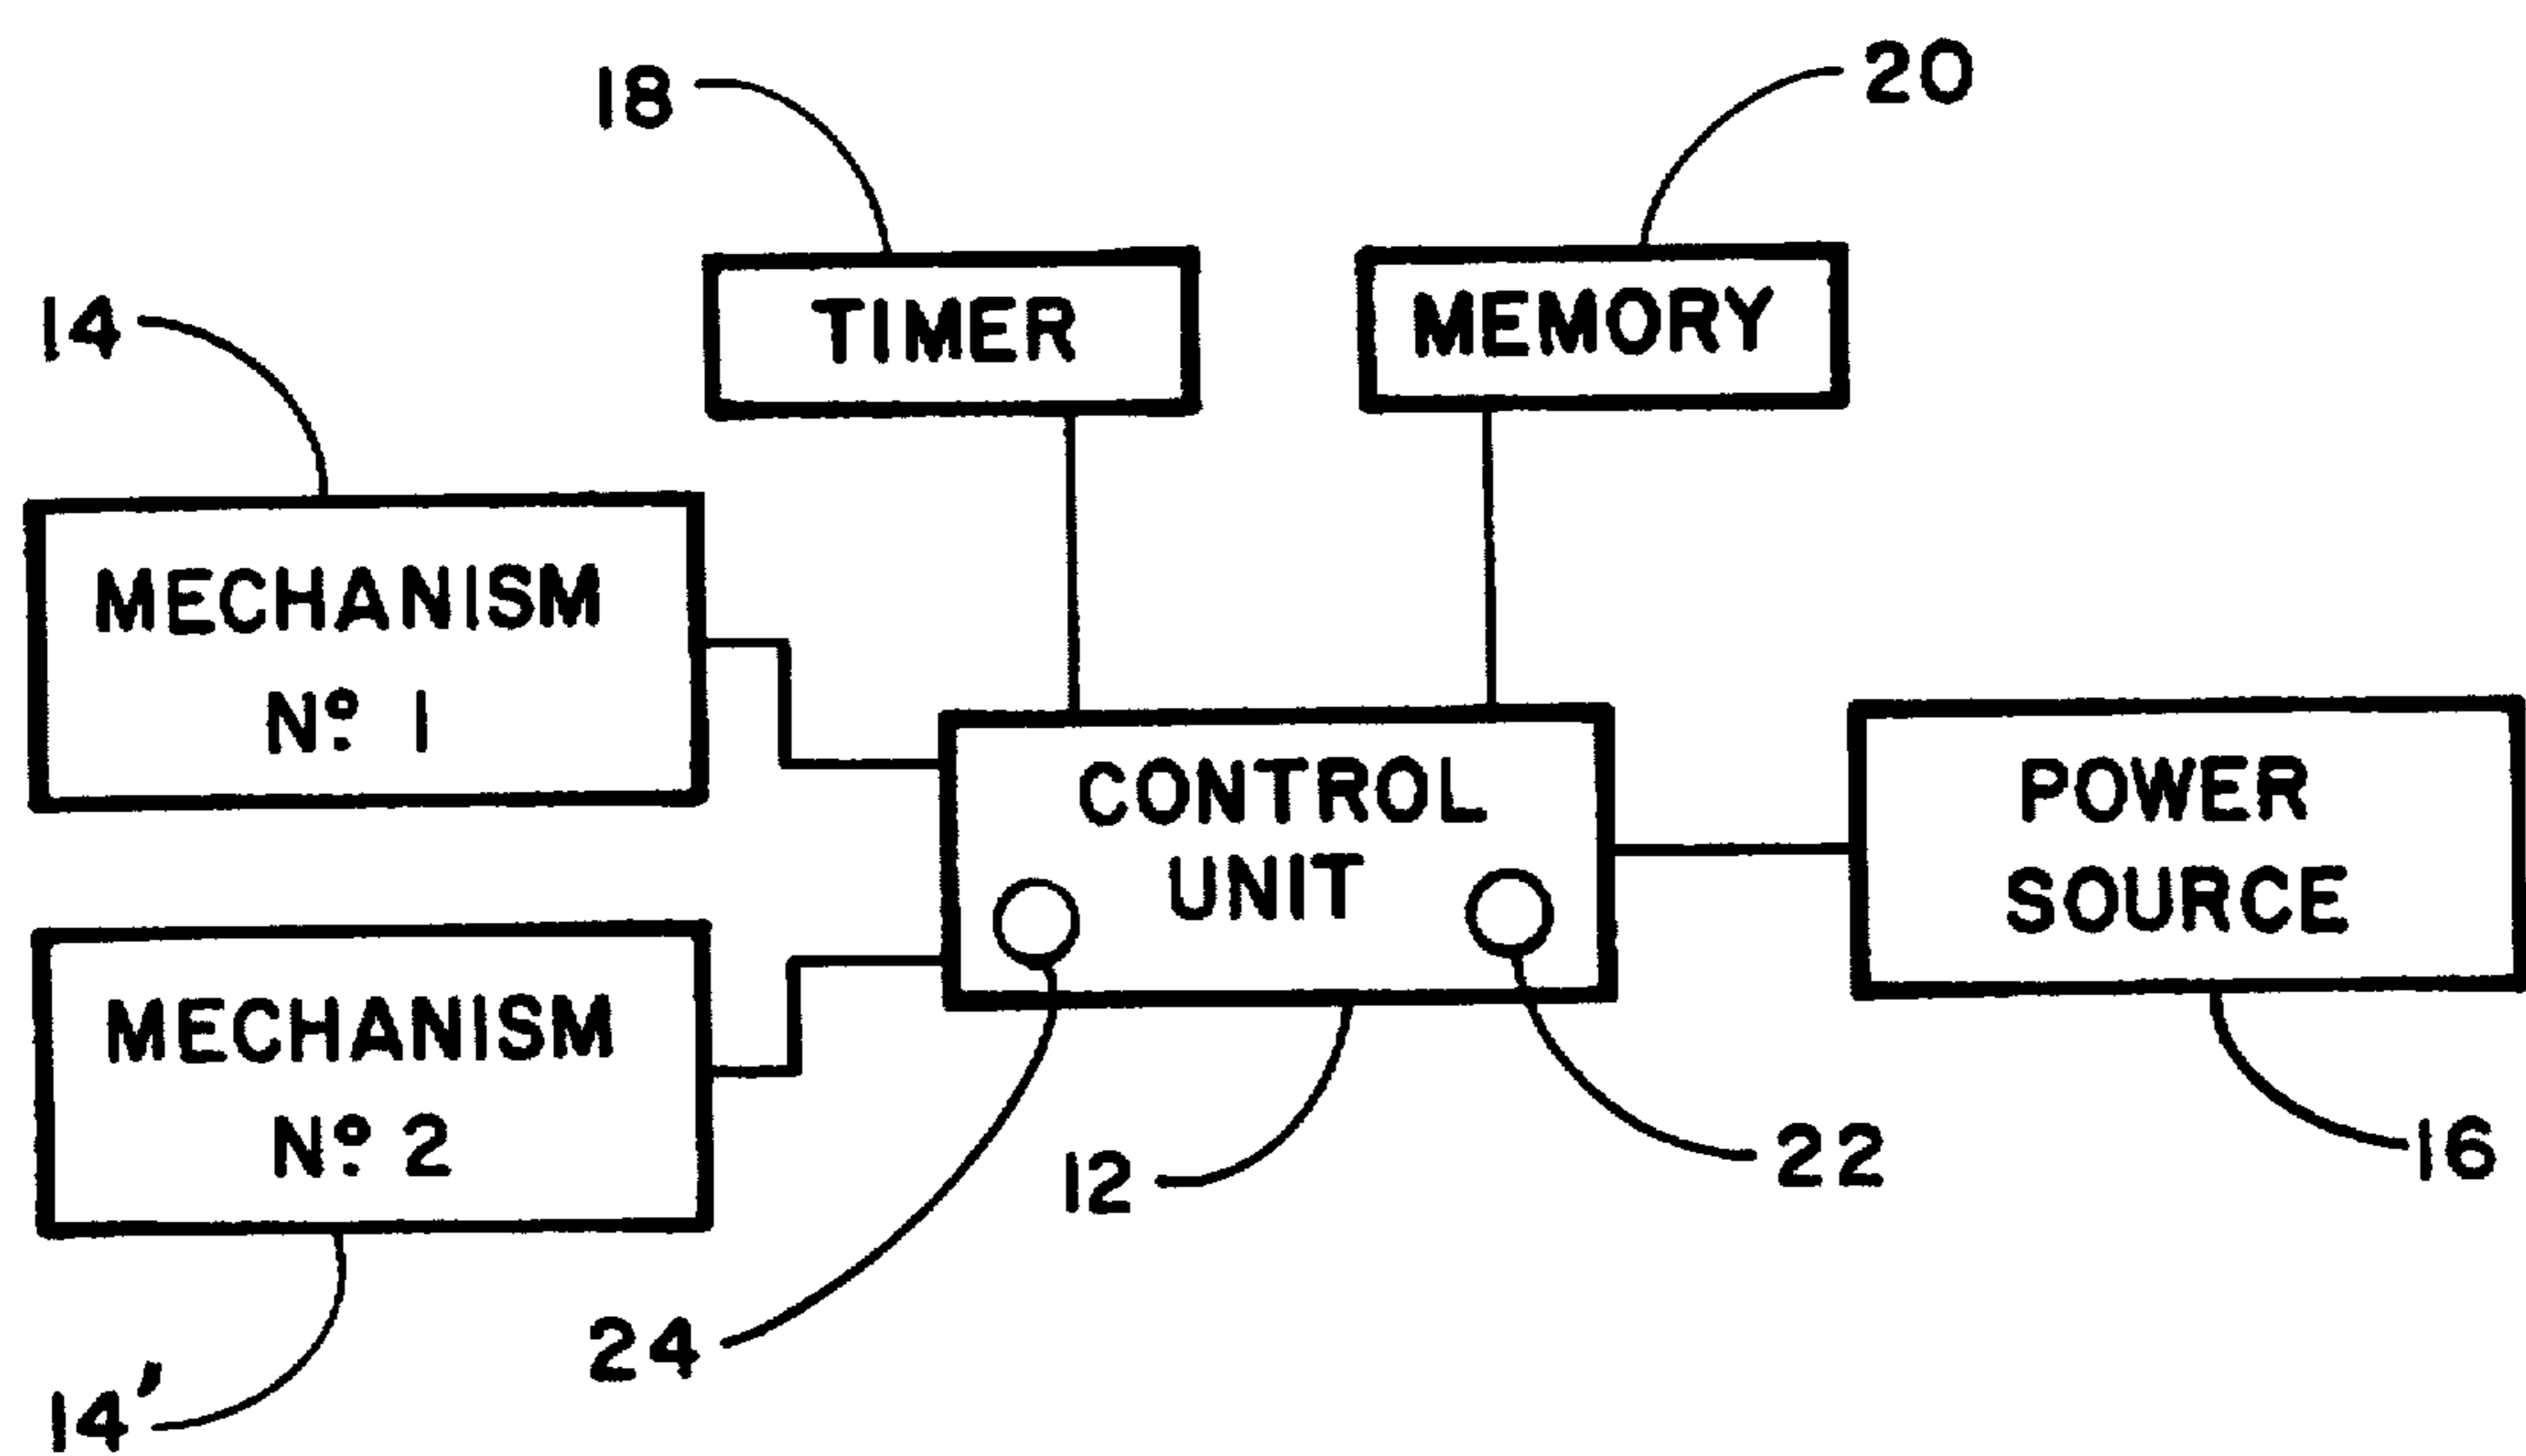 18
20
TIMER
MEMORY
14
MECHANISM
Nº. 1
CONTROL
UNIT
POWER
SOURCE
MECHANISM
Nº. 2
12
22
16
24
14'